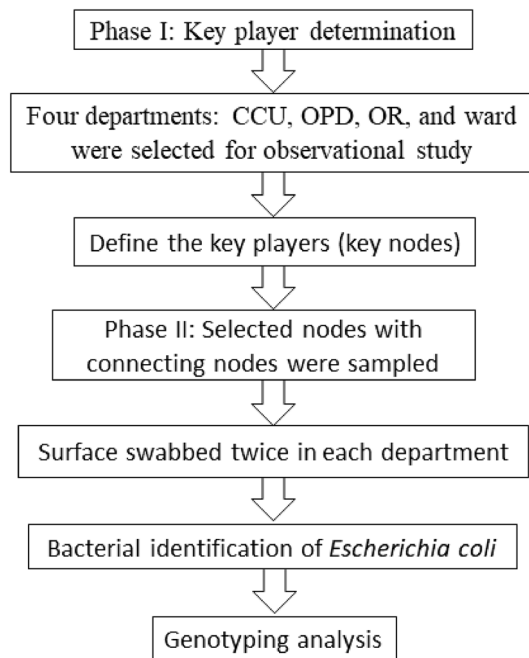 Phase I: Key player determination
Four departments: CCU, OPD, OR, and ward
were selected for observational study
Define the key players (key nodes)
Phase II: Selected nodes with
connecting nodes were sampled
Surface swabbed twice in each department
Bacterial identification of Escherichia coli
Genotyping analysis